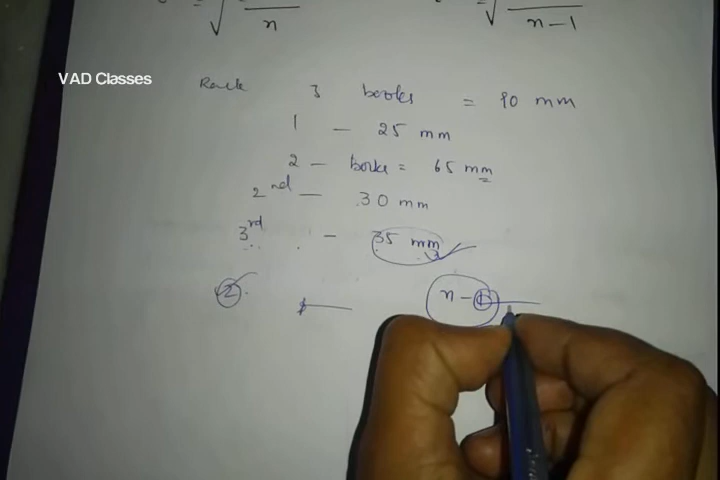 √ / n √ / n-1
VAD Classes
Rack 3 books = 90 mm
1 - 25 mm
2 - books = 65 mm
2nd - 30 mm
3rd - 35 mm
2. 1 n-1